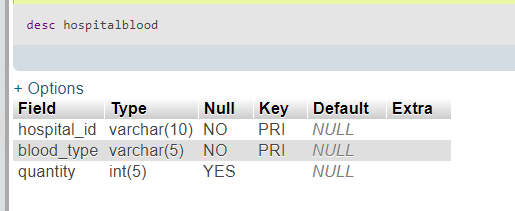 desc hospitalblood
+ Options
Field Type Null Key Default Extra
hospital_id varchar(10) NO PRI NULL
blood_type varchar(5) NO PRI NULL
quantity int(5) YES NULL